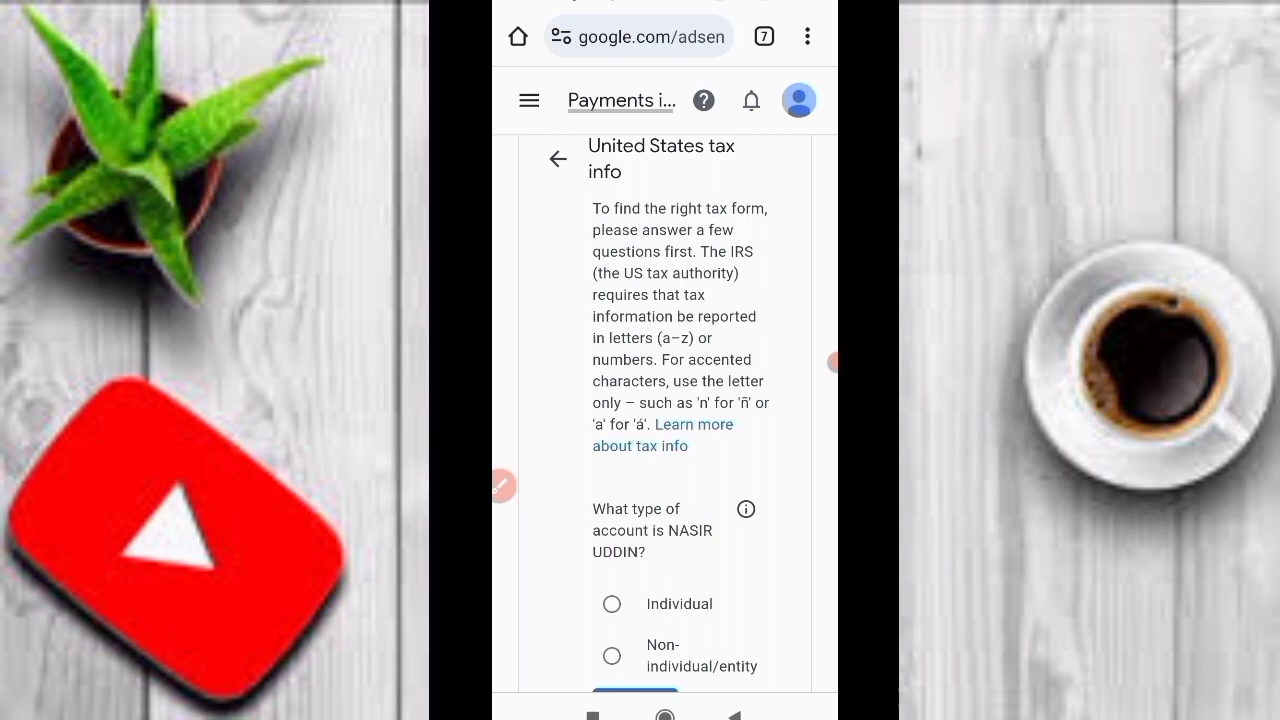 google.com/adsen
7
Payments i...
United States tax
info
To find the right tax form,
please answer a few
questions first. The IRS
(the US tax authority)
requires that tax
information be reported
in letters (a–z) or
numbers. For accented
characters, use the letter
only – such as 'n' for 'ñ' or
'a' for 'á'. Learn more
about tax info
What type of
account is NASIR
UDDIN?
Individual
Non-
individual/entity